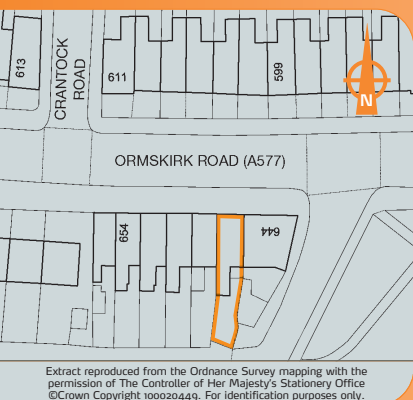 613
CRANTOCK
ROAD
611
599
N
ORMSKIRK ROAD (A577)
654
644
Extract reproduced from the Ordnance Survey mapping with the
permission of The Controller of Her Majesty's Stationery Office
©Crown Copyright 100020449. For identification purposes only.